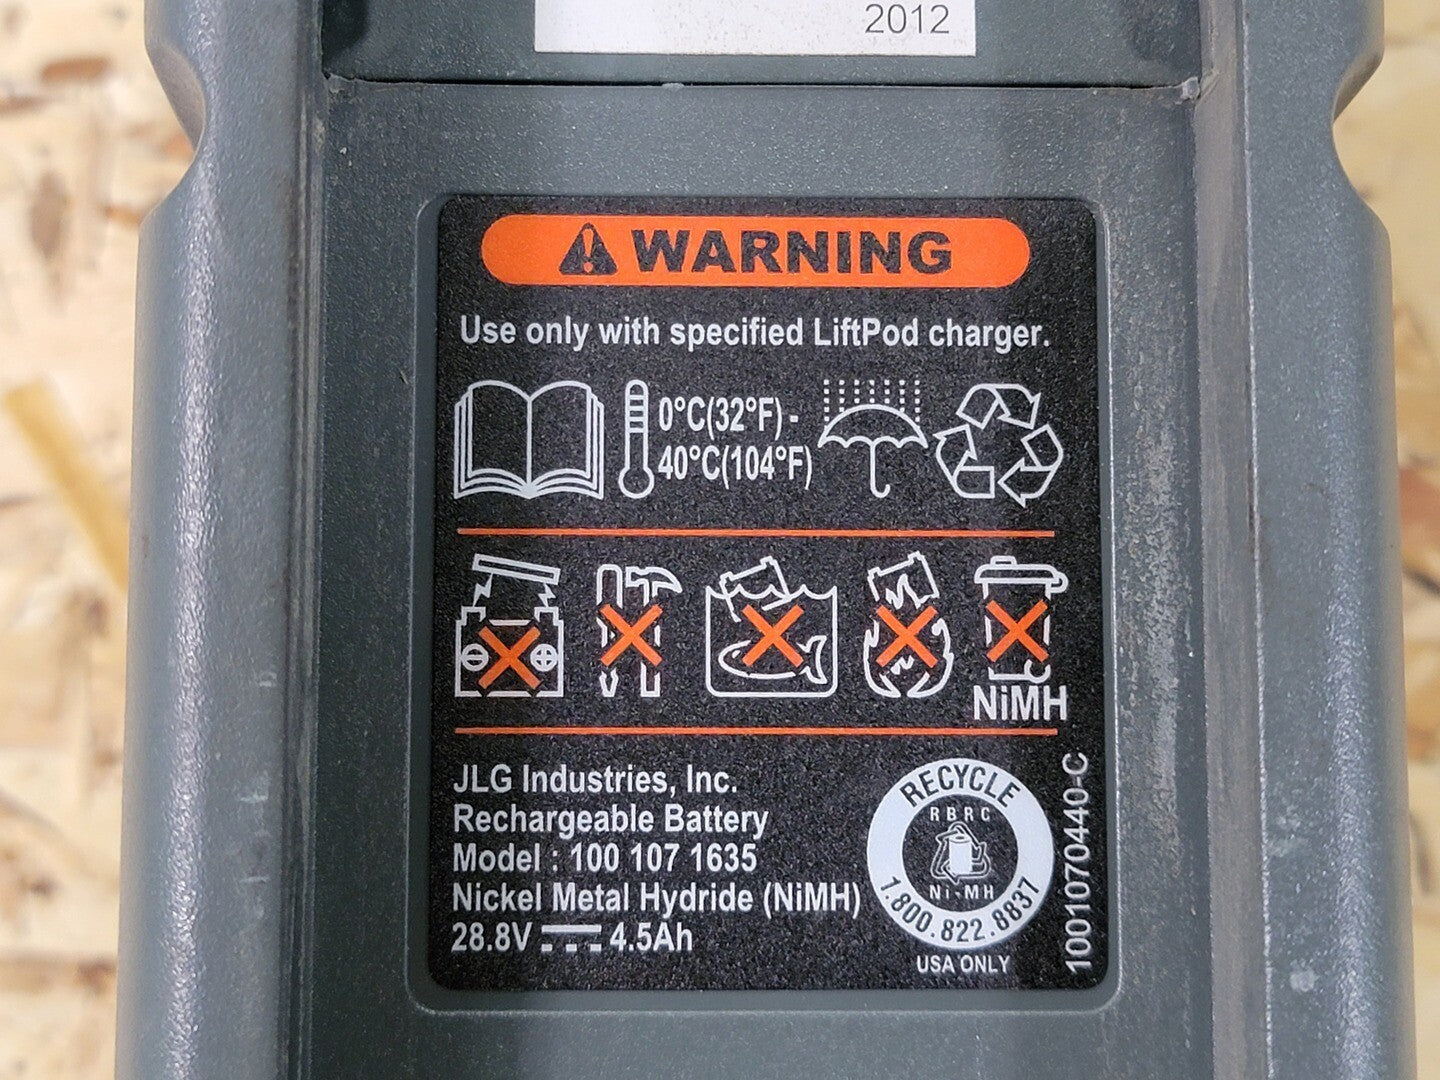 2012
WARNING
Use only with specified LiftPod charger.
0°C(32°F) -
40°C(104°F)
NiMH
JLG Industries, Inc.
Rechargeable Battery
Model : 100 107 1635
Nickel Metal Hydride (NiMH)
28.8V 4.5Ah
RECYCLE
RBRC
Ni-MH
1.800.822.8837
USA ONLY
1001070440-C